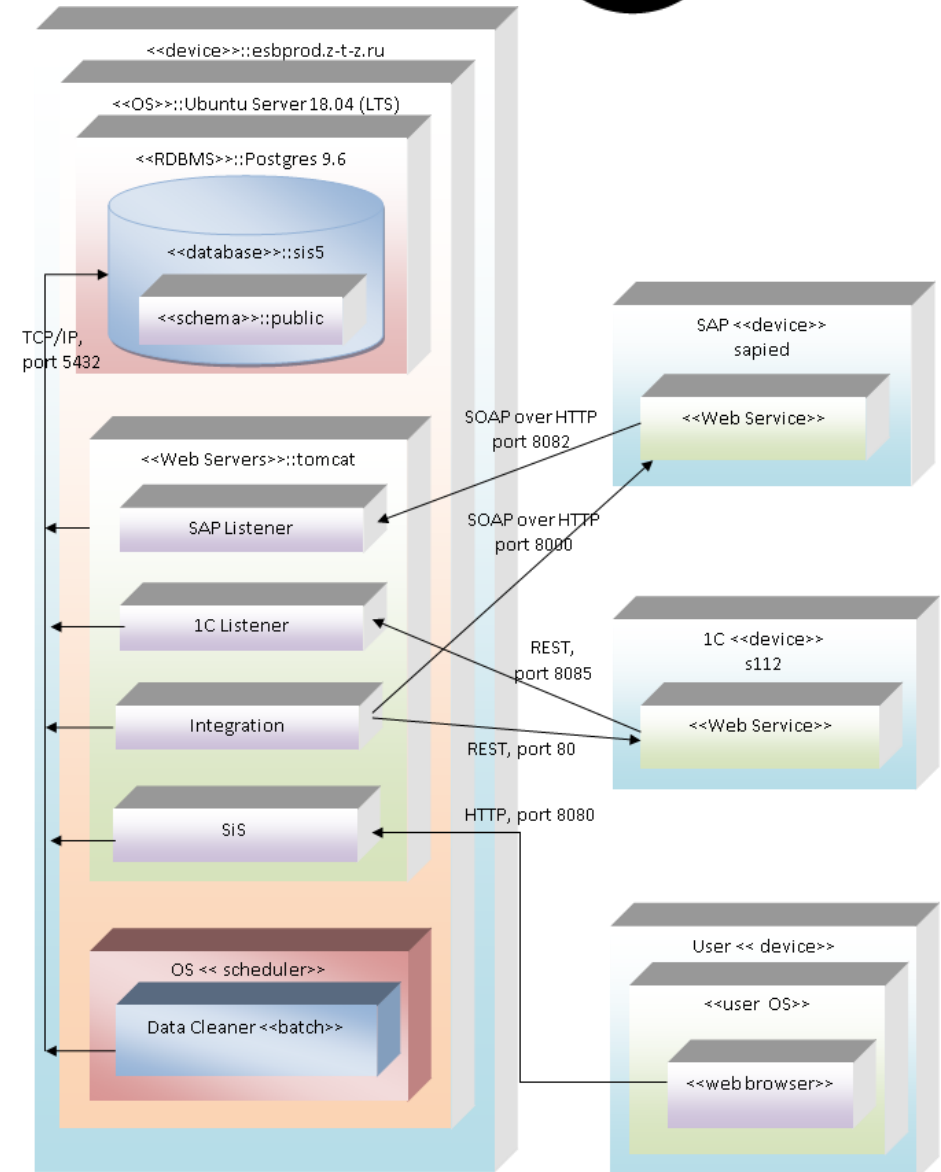 <<device>>::esbprod.z-t-z.ru
<<OS>>::Ubuntu Server 18.04 (LTS)
<<RDBMS>>::Postgres 9.6
<<database>>::sis5
<<schema>>::public
TCP/IP,
port 5432
<<Web Servers>>::tomcat
SAP Listener
1C Listener
Integration
SiS
OS << scheduler>>
Data Cleaner <<batch>>
SOAP over HTTP
port 8082
SOAP over HTTP
port 8000
REST,
port 8085
REST, port 80
HTTP, port 8080
SAP <<device>>
sapied
<<Web Service>>
1C <<device>>
s112
<<Web Service>>
User << device>>
<<user OS>>
<<web browser>>